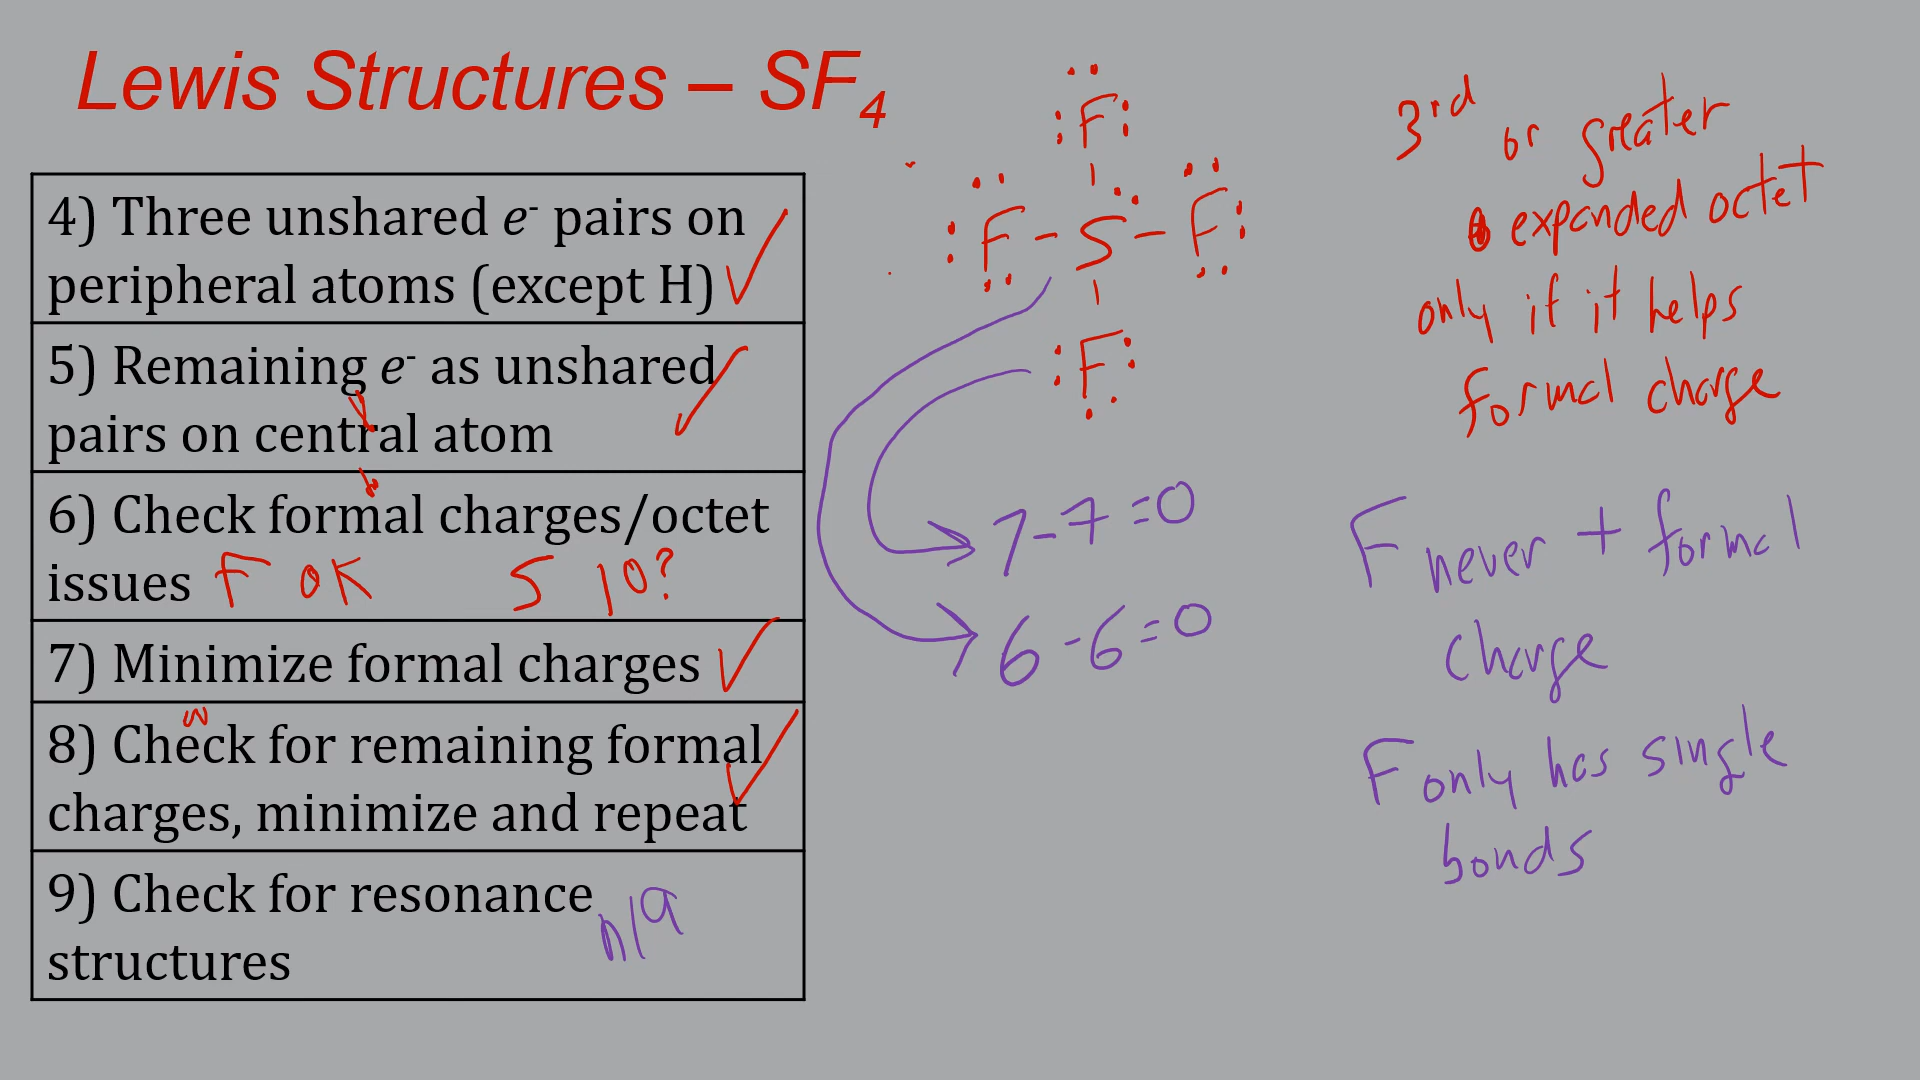 Lewis Structures – SF₄
4) Three unshared e⁻ pairs on
peripheral atoms (except H) ✓
5) Remaining e⁻ as unshared
pairs on central atom ✓
6) Check formal charges/octet
issues F OK S 10?
7) Minimize formal charges ✓
8) Check for remaining formal
charges, minimize and repeat ✓
9) Check for resonance
structures n/a
F
F - S - F
F
7 - 7 = 0
6 - 6 = 0
3rd or greater
expanded octet
only if it helps
formal charge
F never + formal
charge
F only has single
bonds